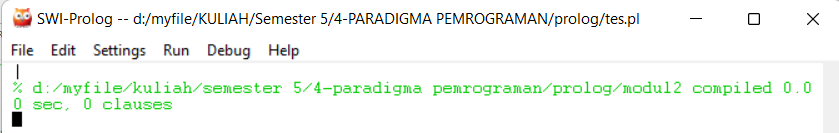 SWI-Prolog -- d:/myfile/KULIAH/Semester 5/4-PARADIGMA PEMROGRAMAN/prolog/tes.pl
File Edit Settings Run Debug Help
|
% d:/myfile/kuliah/semester 5/4-paradigma pemrograman/prolog/modul2 compiled 0.0
0 sec, 0 clauses